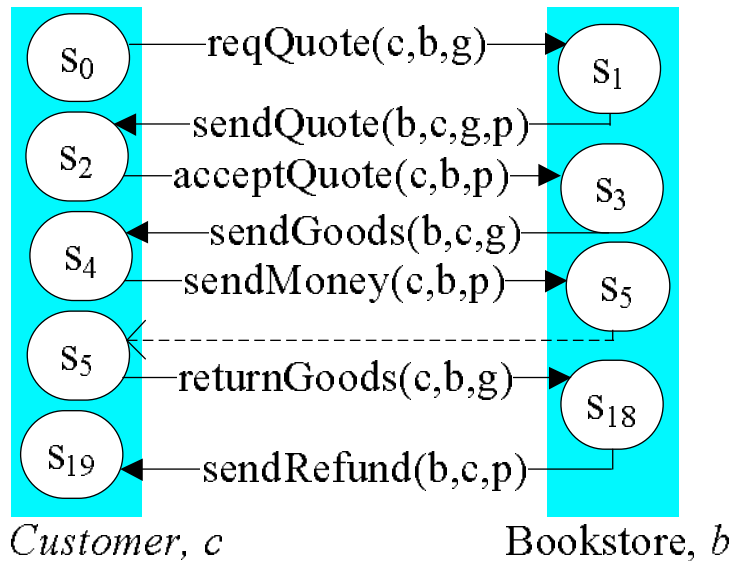 s0 reqQuote(c,b,g) s1
sendQuote(b,c,g,p)
s2 acceptQuote(c,b,p) s3
sendGoods(b,c,g)
s4 sendMoney(c,b,p) s5
s5 returnGoods(c,b,g) s18
s19 sendRefund(b,c,p)
Customer, c Bookstore, b